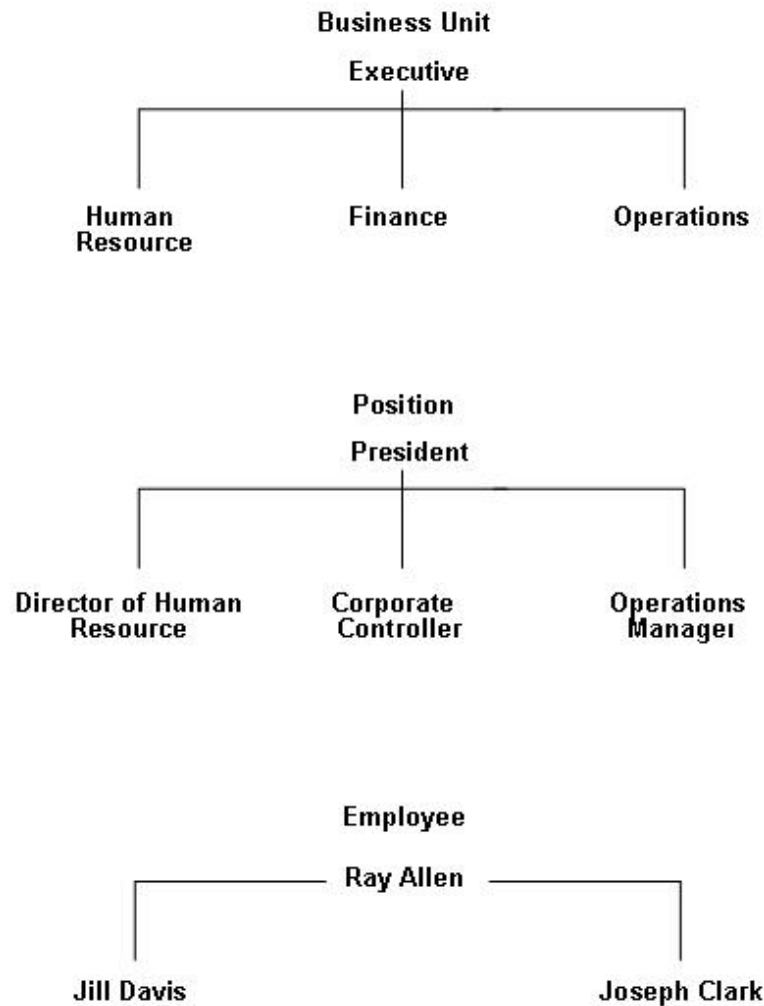 Business Unit
Executive
Human
Resource
Finance
Operations
Position
President
Director of Human
Resource
Corporate
Controller
Operations
Manager
Employee
Ray Allen
Jill Davis
Joseph Clark